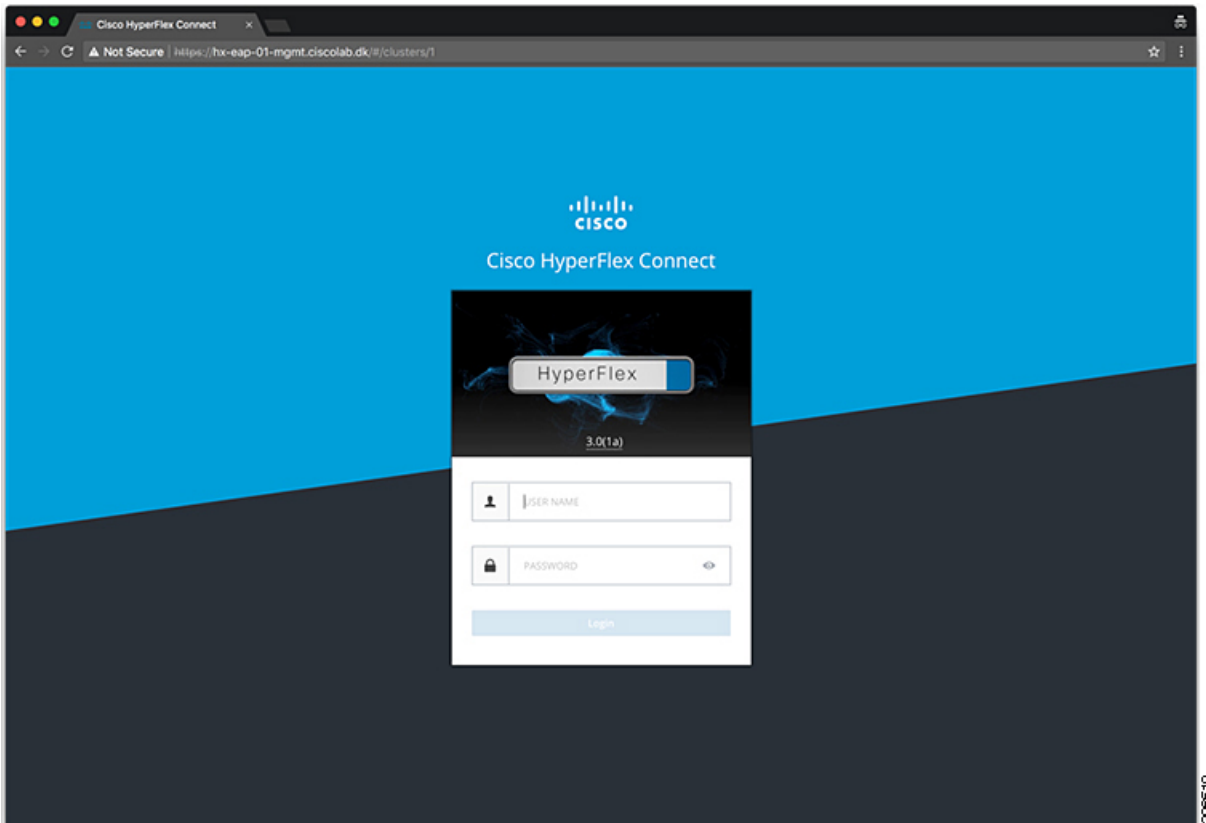 Cisco HyperFlex Connect
Not Secure https://hx-eap-01-mgmt.ciscolab.dk/#/clusters/1
CISCO
Cisco HyperFlex Connect
HyperFlex
3.0(1a)
USER NAME
PASSWORD
Login